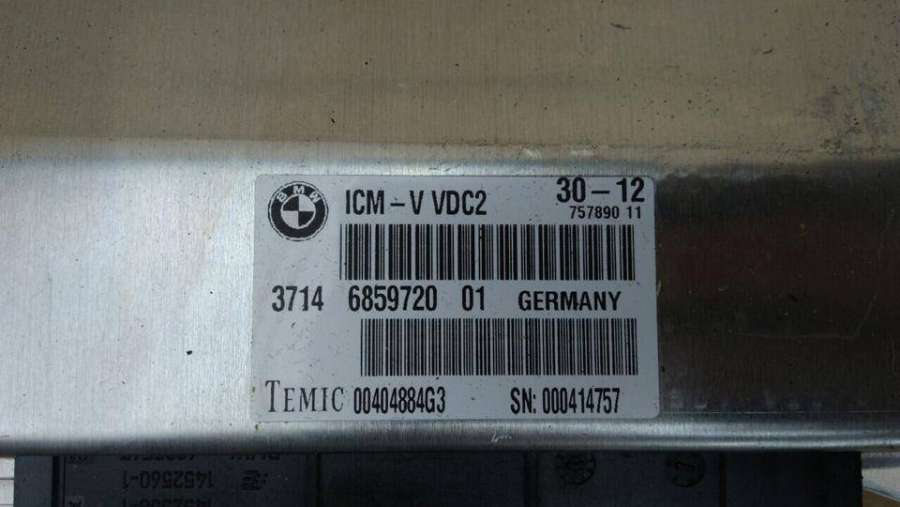 BMW
ICM - V VDC2
30 - 12
757890 11
3714 6859720 01 GERMANY
TEMIC 00404884G3 SN: 000414757
1452560-1